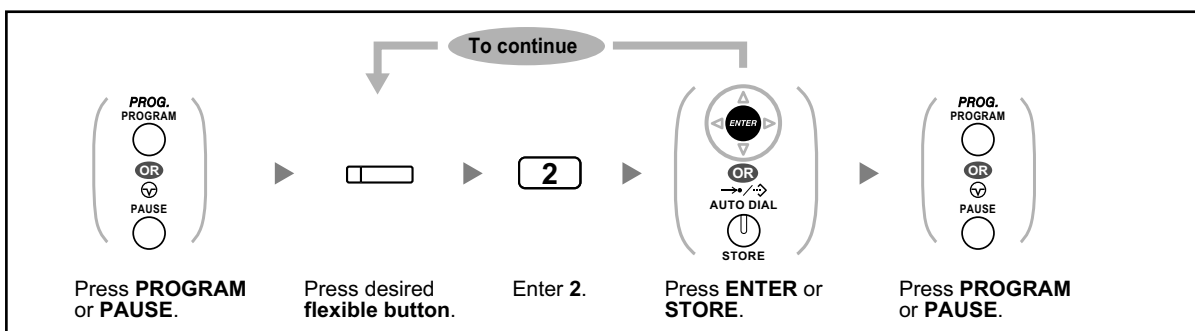 To continue
PROG.
PROGRAM
OR
PAUSE
2
ENTER
OR
AUTO DIAL
STORE
PROG.
PROGRAM
OR
PAUSE
Press PROGRAM
or PAUSE.
Press desired
flexible button.
Enter 2.
Press ENTER or
STORE.
Press PROGRAM
or PAUSE.